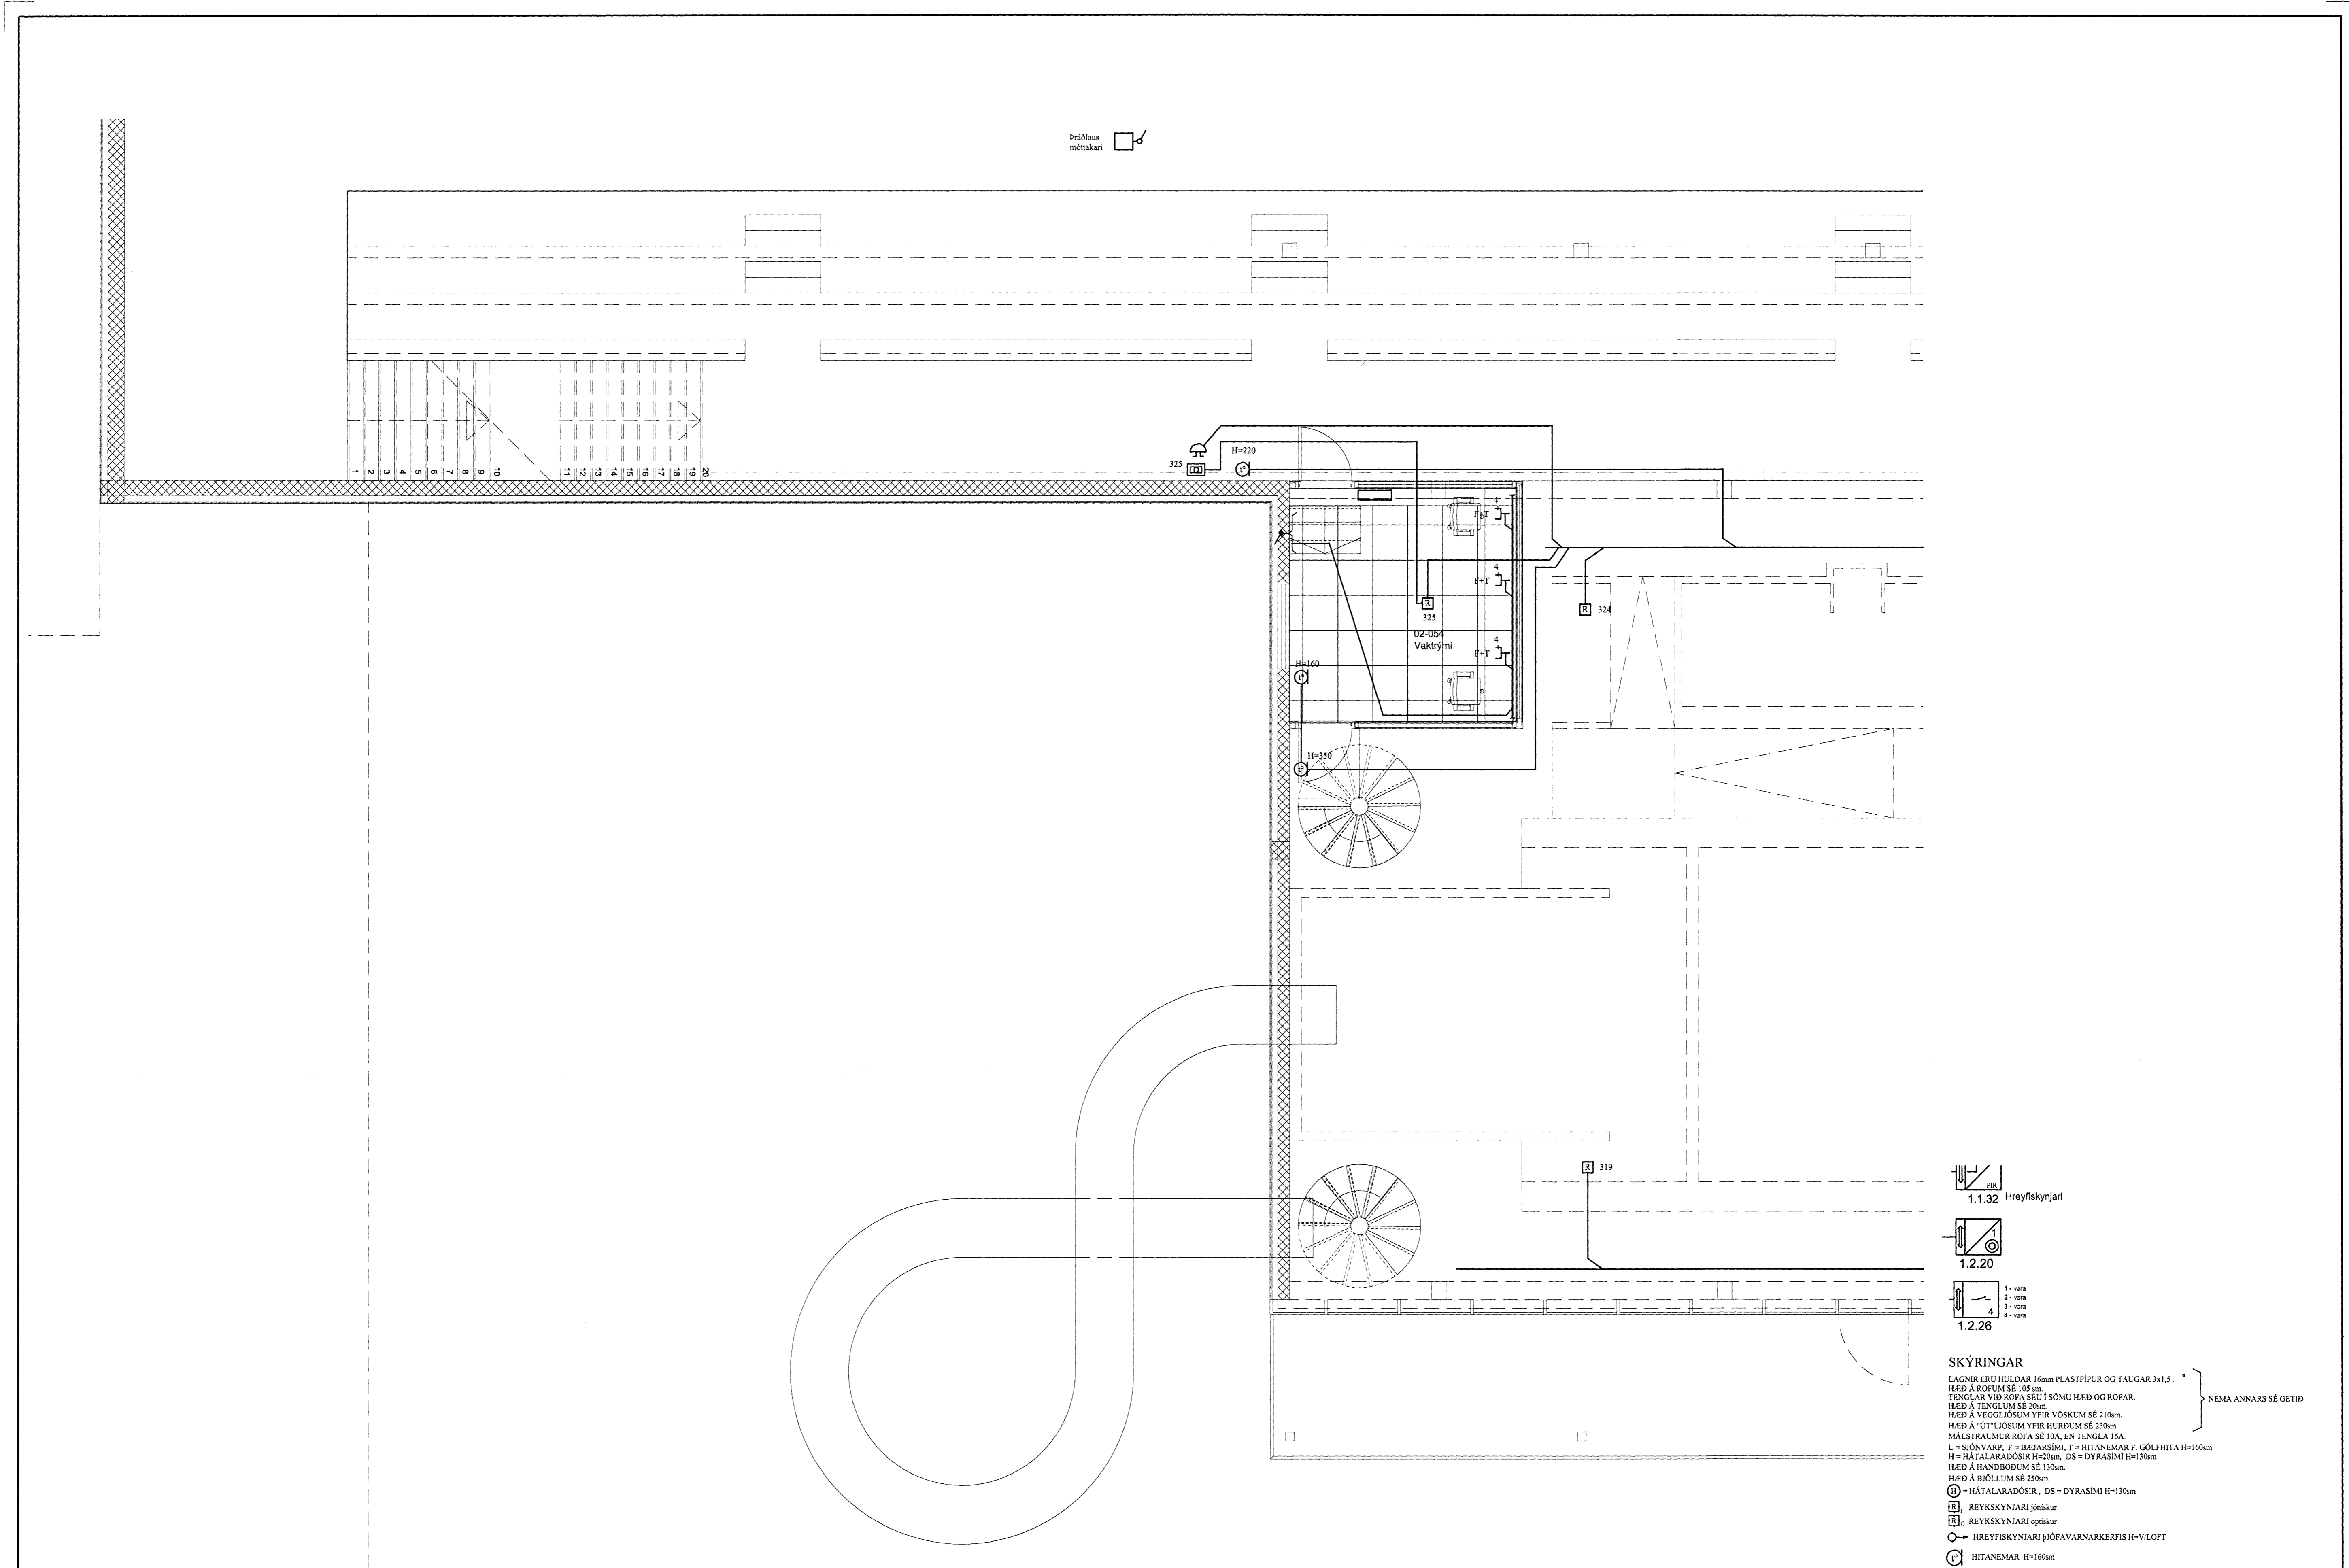 Þráðlaus
móttakari
1 2 3 4 5 6 7 8 9 10 11 12 13 14 15 16 17 18 19 20
325
H=220
t°
4
F+T
4
F+T
R
325
02-054
Vaktrými
4
F+T
H=160
t°
H=350
t°
R 324
R 319
PIR
1.1.32 Hreyfiskynjari
1
1.2.20
4
1 - vara
2 - vara
3 - vara
4 - vara
1.2.26
SKÝRINGAR
LAGNIR ERU HULDAR 16mm PLASTPÍPUR OG TAUGAR 3x1,5 .
HÆÐ Á ROFUM SÉ 105 sm.
TENGLAR VIÐ ROFA SÉU Í SÖMU HÆÐ OG ROFAR.
HÆÐ Á TENGLUM SÉ 20sm.
HÆÐ Á VEGGLJÓSUM YFIR VÖSKUM SÉ 210sm.
HÆÐ Á "ÚT"LJÓSUM YFIR HURÐUM SÉ 230sm.
NEMA ANNARS SÉ GETIÐ
MÁLSTRAUMUR ROFA SÉ 10A, EN TENGLA 16A.
L = SJÓNVARP, F = BÆJARSÍMI, T = HITANEMAR F. GÓLFHITA H=160sm
H = HÁTALARADÓSIR H=20sm, DS = DYRASÍMI H=130sm
HÆÐ Á HANDBOÐUM SÉ 130sm.
HÆÐ Á BJÖLLUM SÉ 250sm.
H = HÁTALARADÓSIR , DS = DYRASÍMI H=130sm
R J REYKSKYNJARI jóniskur
R O REYKSKYNJARI optiskur
HREYFISKYNJARI ÞJÓFAVARNARKERFIS H=V/LOFT
t° HITANEMAR H=160sm